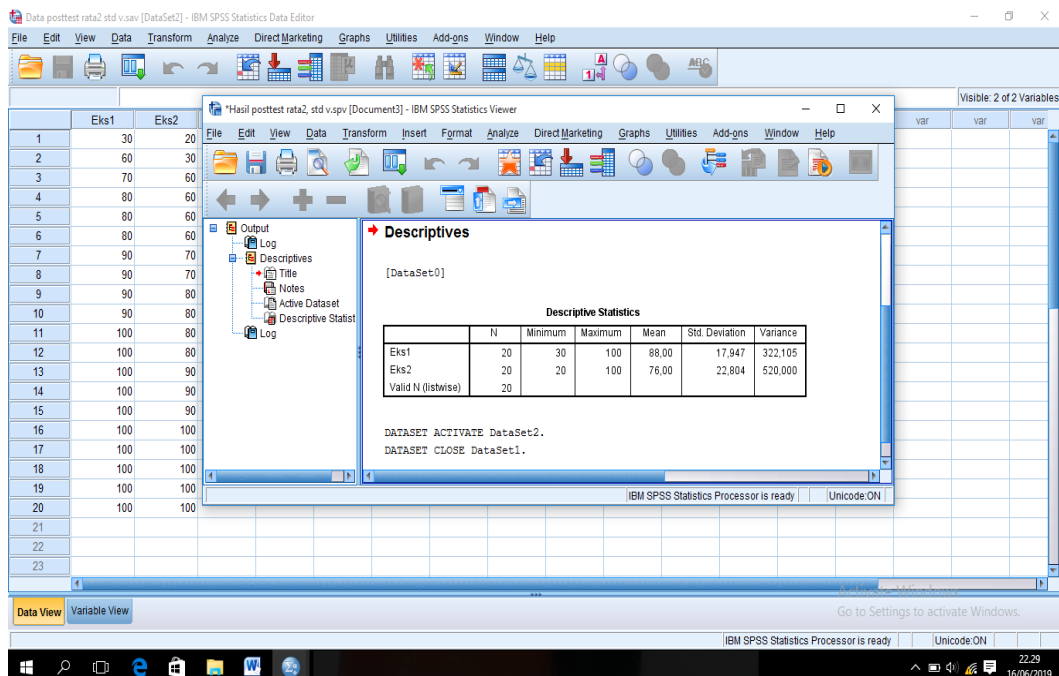 Data posttest rata2 std v.sav [DataSet2] - IBM SPSS Statistics Data Editor
File Edit View Data Transform Analyze Direct Marketing Graphs Utilities Add-ons Window Help
Visible: 2 of 2 Variables
Eks1 Eks2 var var var
1 30 20
2 60 30
3 70 60
4 80 60
5 80 60
6 80 60
7 90 70
8 90 70
9 90 80
10 90 80
11 100 80
12 100 80
13 100 90
14 100 90
15 100 90
16 100 100
17 100 100
18 100 100
19 100 100
20 100 100
21
22
23
*Hasil posttest rata2, std v.spv [Document3] - IBM SPSS Statistics Viewer
File Edit View Data Transform Insert Format Analyze Direct Marketing Graphs Utilities Add-ons Window Help
Output
Log
Descriptives
Title
Notes
Active Dataset
Descriptive Statist
Log
Descriptives
[DataSet0]
Descriptive Statistics
N Minimum Maximum Mean Std. Deviation Variance
Eks1 20 30 100 88,00 17,947 322,105
Eks2 20 20 100 76,00 22,804 520,000
Valid N (listwise) 20
DATASET ACTIVATE DataSet2.
DATASET CLOSE DataSet1.
IBM SPSS Statistics Processor is ready Unicode:ON
Activate Windows
Go to Settings to activate Windows.
Data View Variable View
IBM SPSS Statistics Processor is ready Unicode:ON
22.29
16/06/2019